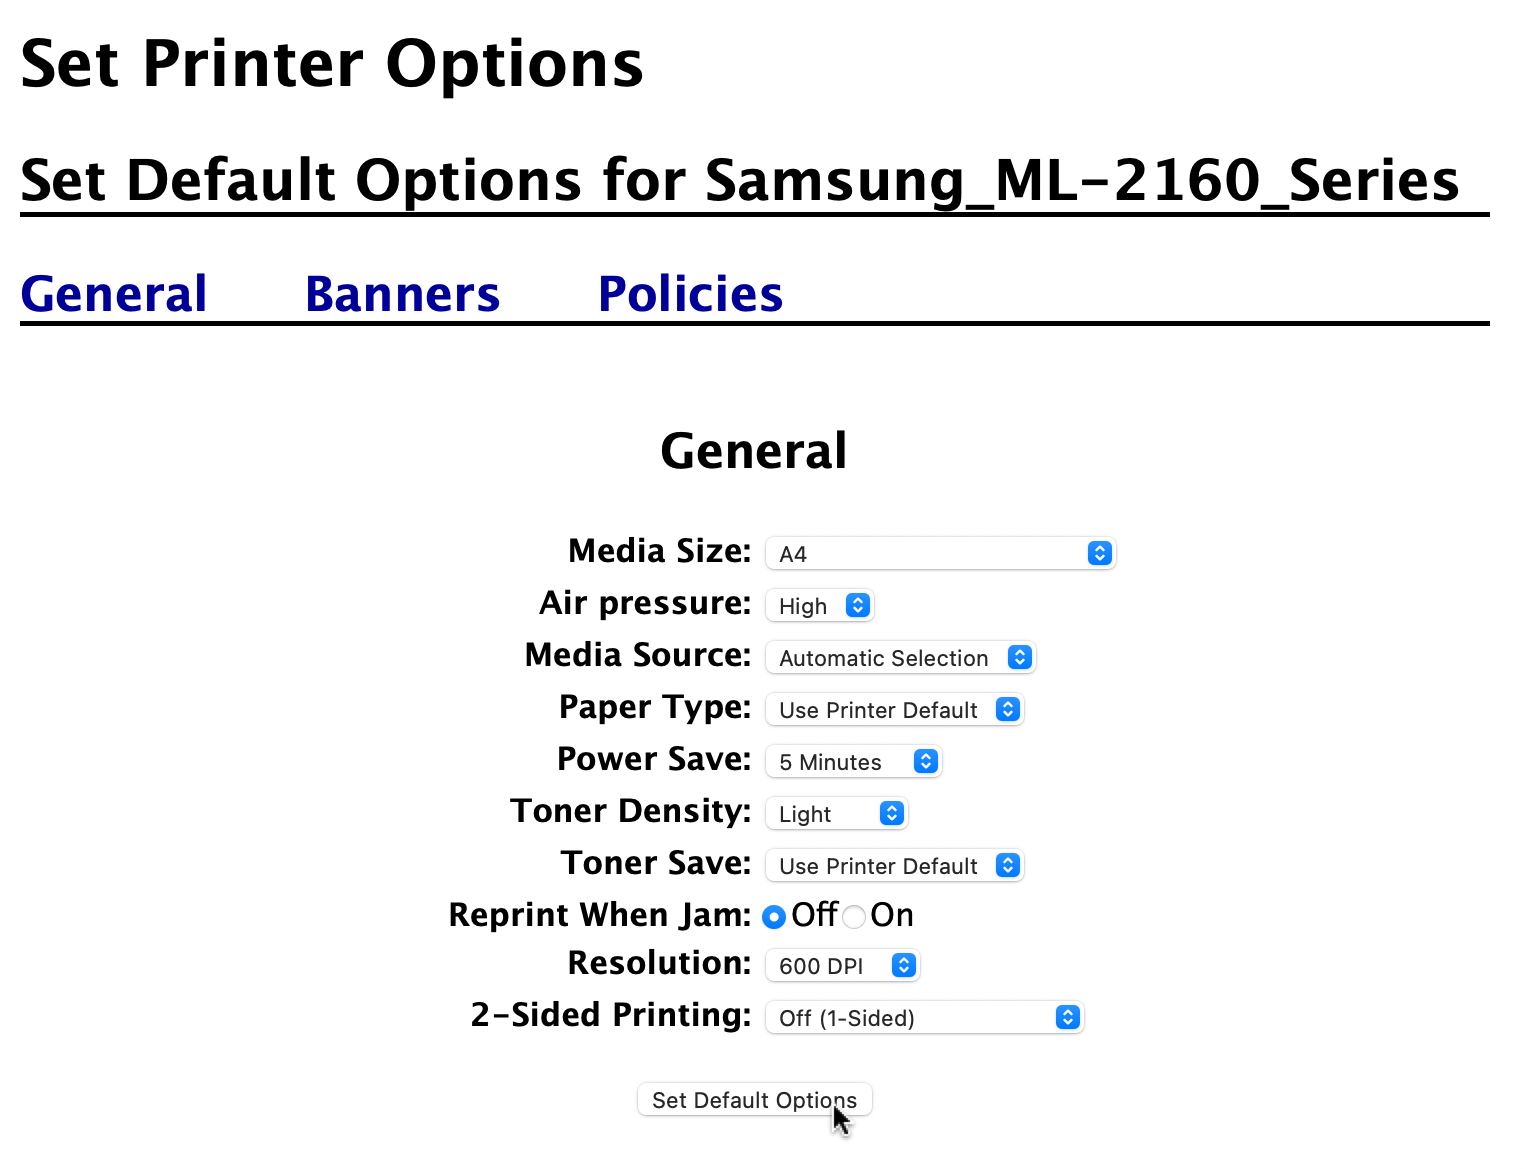 Set Printer Options
Set Default Options for Samsung_ML-2160_Series
General Banners Policies
General
Media Size: A4
Air pressure: High
Media Source: Automatic Selection
Paper Type: Use Printer Default
Power Save: 5 Minutes
Toner Density: Light
Toner Save: Use Printer Default
Reprint When Jam: Off On
Resolution: 600 DPI
2-Sided Printing: Off (1-Sided)
Set Default Options